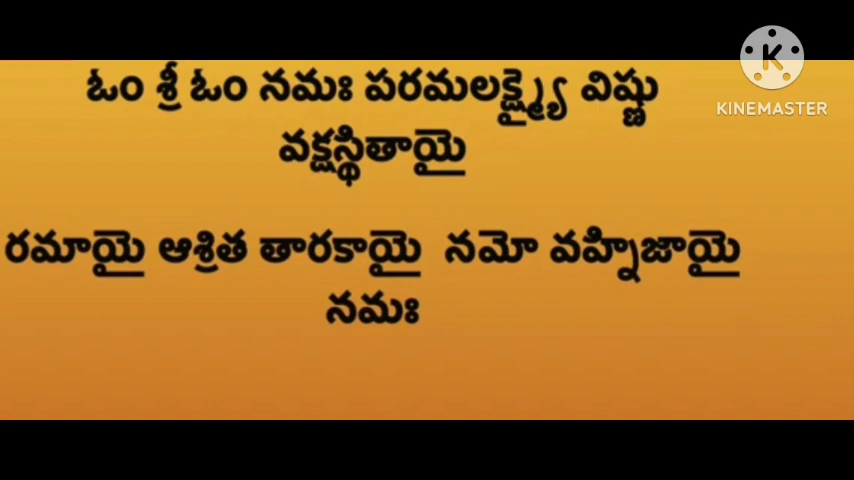 ఓం శ్రీ ఓం నమః పరమలక్ష్మ్యై విష్ణు
వక్షస్థితాయై
రమాయై ఆశ్రిత తారకాయై నమో వహ్నిజాయై
నమః
KINEMASTER